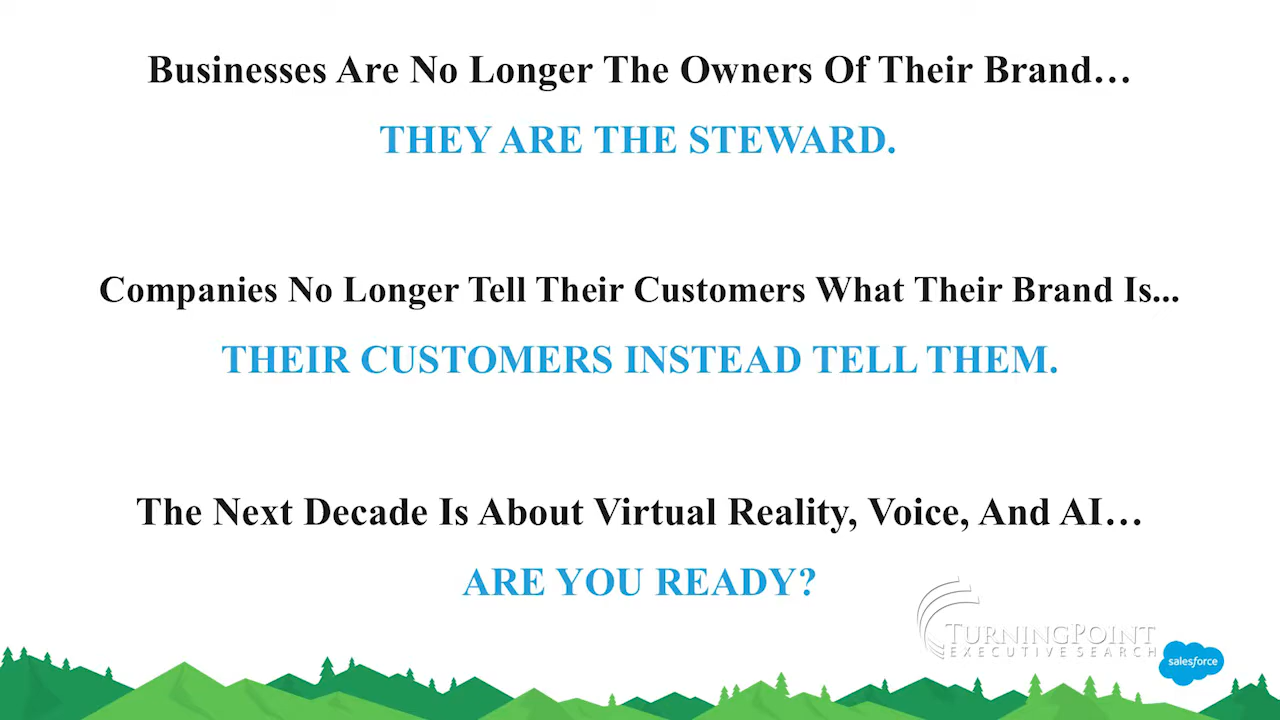 Businesses Are No Longer The Owners Of Their Brand…
THEY ARE THE STEWARD.
Companies No Longer Tell Their Customers What Their Brand Is...
THEIR CUSTOMERS INSTEAD TELL THEM.
The Next Decade Is About Virtual Reality, Voice, And AI…
ARE YOU READY?
TURNINGPOINT
EXECUTIVE SEARCH
salesforce